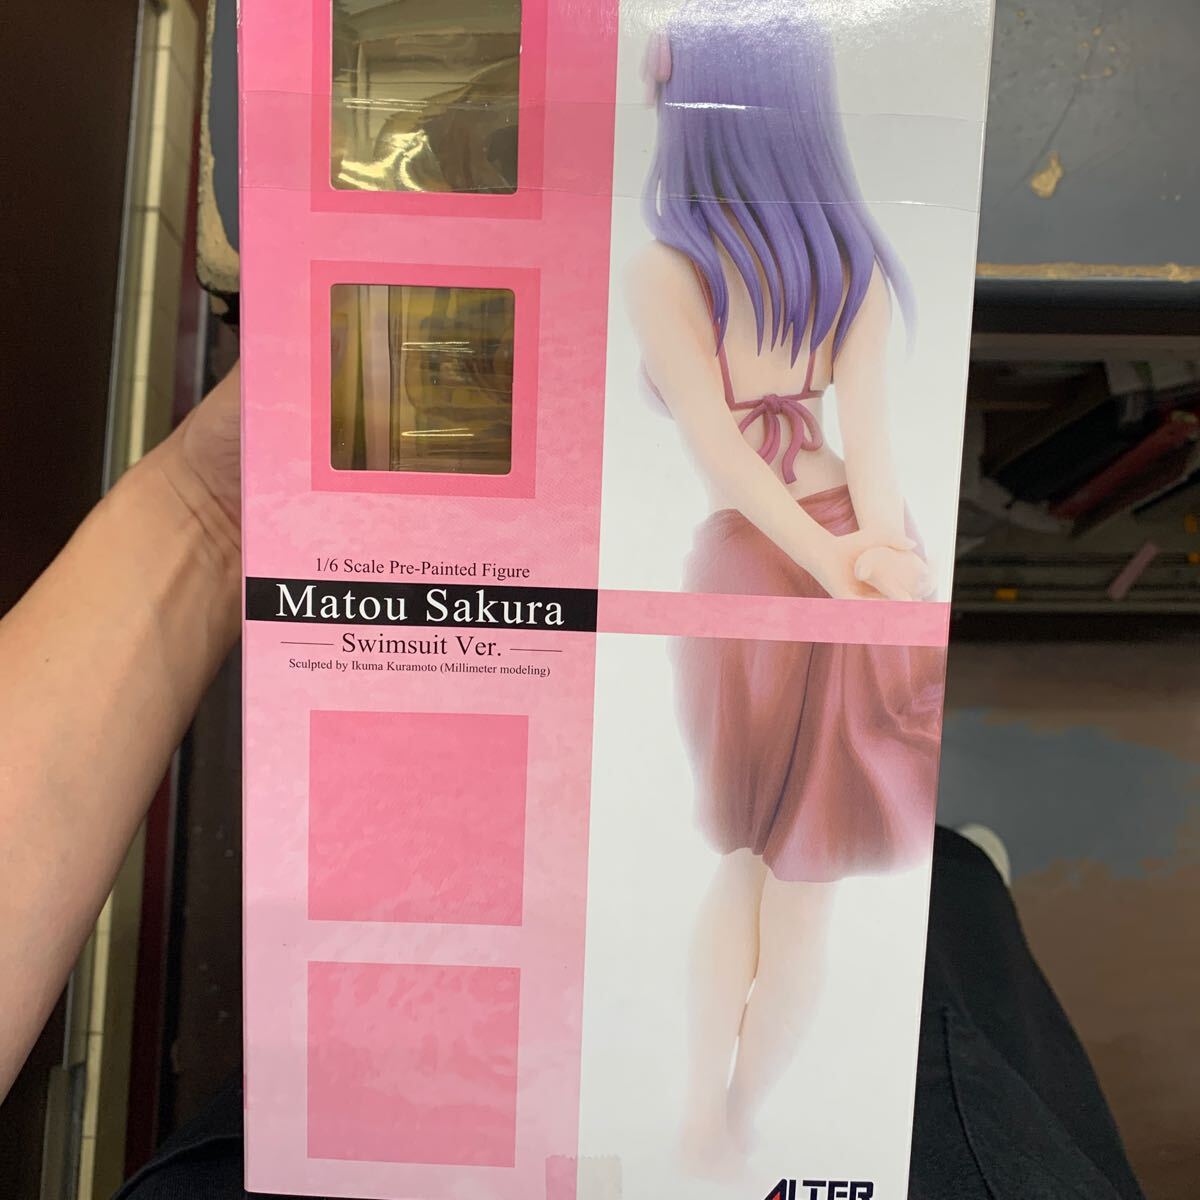 1/6 Scale Pre-Painted Figure
Matou Sakura
Swimsuit Ver.
Sculpted by Ikuma Kuramoto (Millimeter modeling)
ALTER